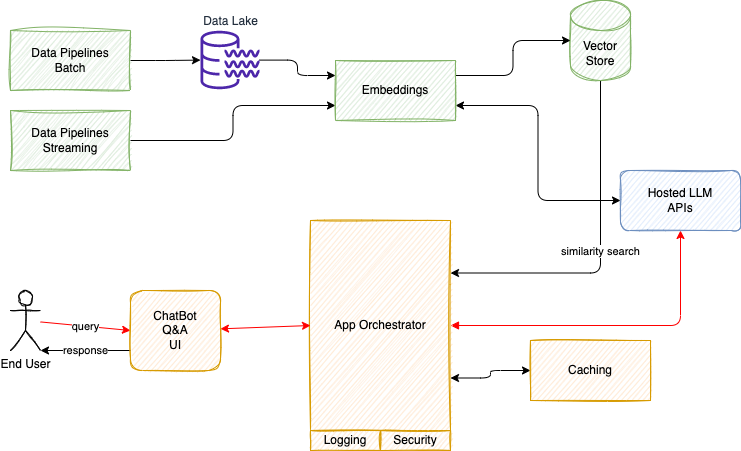 Data Lake
Data Pipelines
Batch
Vector
Store
Embeddings
Data Pipelines
Streaming
Hosted LLM
APIs
similarity search
ChatBot
Q&A
UI
App Orchestrator
query
response
End User
Caching
Logging
Security